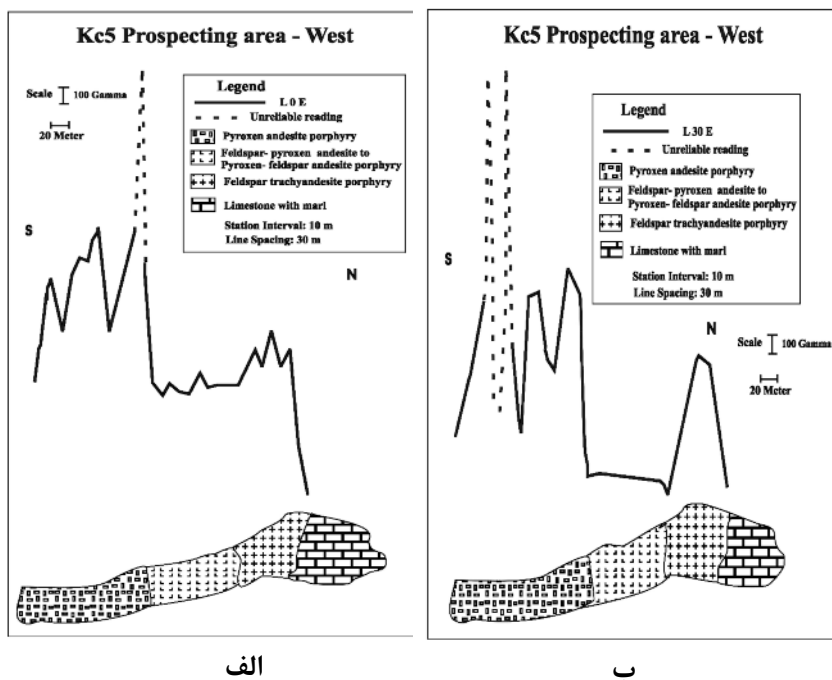 Kc5 Prospecting area - West
Scale 100 Gamma
20 Meter
Legend
L 0 E
Unreliable reading
Pyroxen andesite porphyry
Feldspar- pyroxen andesite to
Pyroxen- feldspar andesite porphyry
Feldspar trachyandesite porphyry
Limestone with marl
Station Interval: 10 m
Line Spacing: 30 m
S
N
الف
Kc5 Prospecting area - West
Legend
L 30 E
Unreliable reading
Pyroxen andesite porphyry
Feldspar- pyroxen andesite to
Pyroxen- feldspar andesite porphyry
Feldspar trachyandesite porphyry
Limestone with marl
Station Interval: 10 m
Line Spacing: 30 m
S
N
Scale 100 Gamma
20 Meter
ب